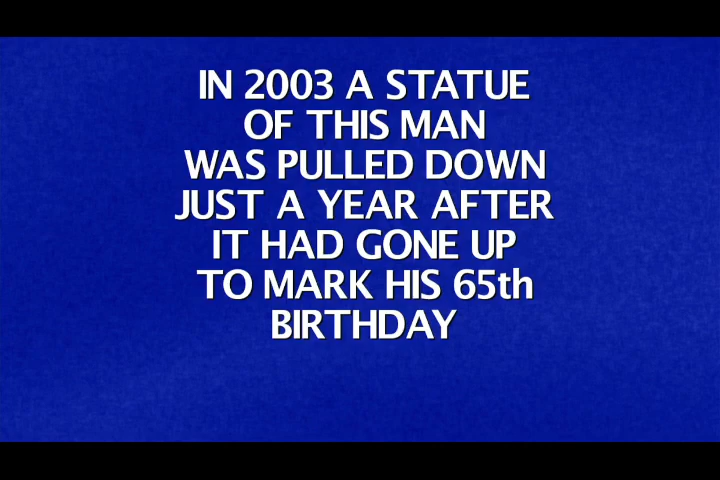 IN 2003 A STATUE
OF THIS MAN
WAS PULLED DOWN
JUST A YEAR AFTER
IT HAD GONE UP
TO MARK HIS 65th
BIRTHDAY